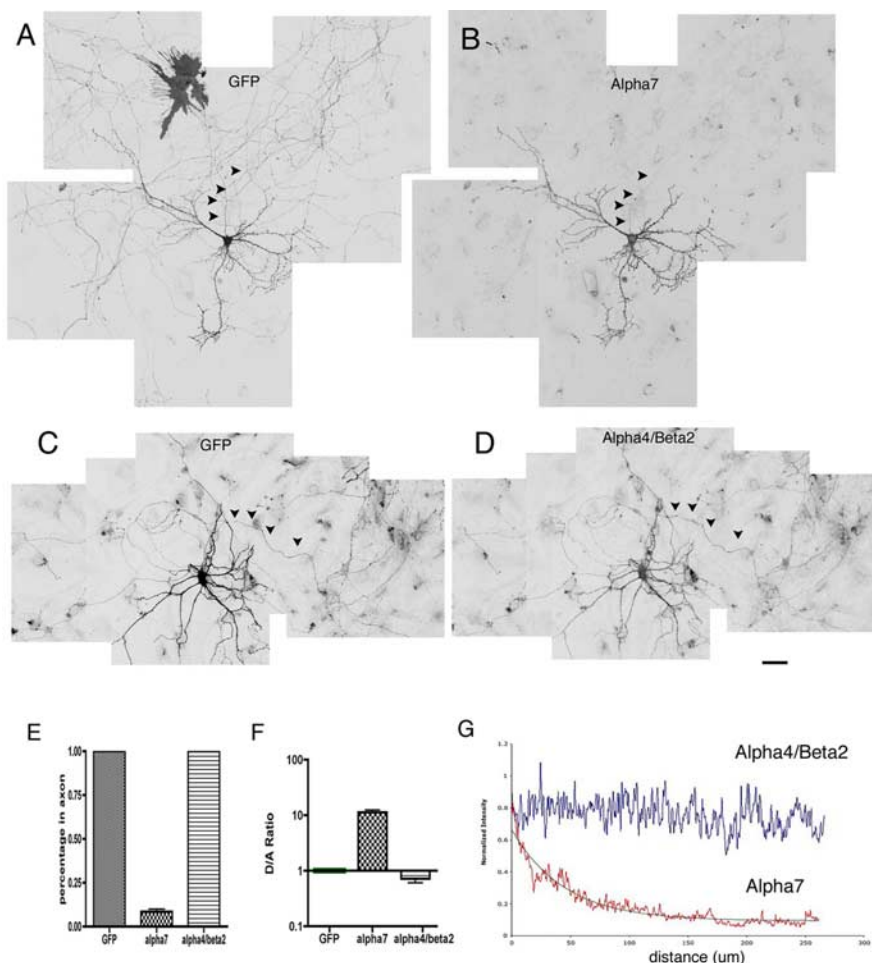 A
GFP
B
Alpha7
C
GFP
D
Alpha4/Beta2
E
percentage in axon
1.00
0.75
0.50
0.25
0.00
GFP
alpha7
alpha4/beta2
F
D/A Ratio
100
10
1
0.1
GFP
alpha7
alpha4/beta2
G
Normalized Intensity
1.2
1
0.8
0.6
0.4
0.2
0
Alpha4/Beta2
Alpha7
0
50
100
150
200
250
300
distance (um)